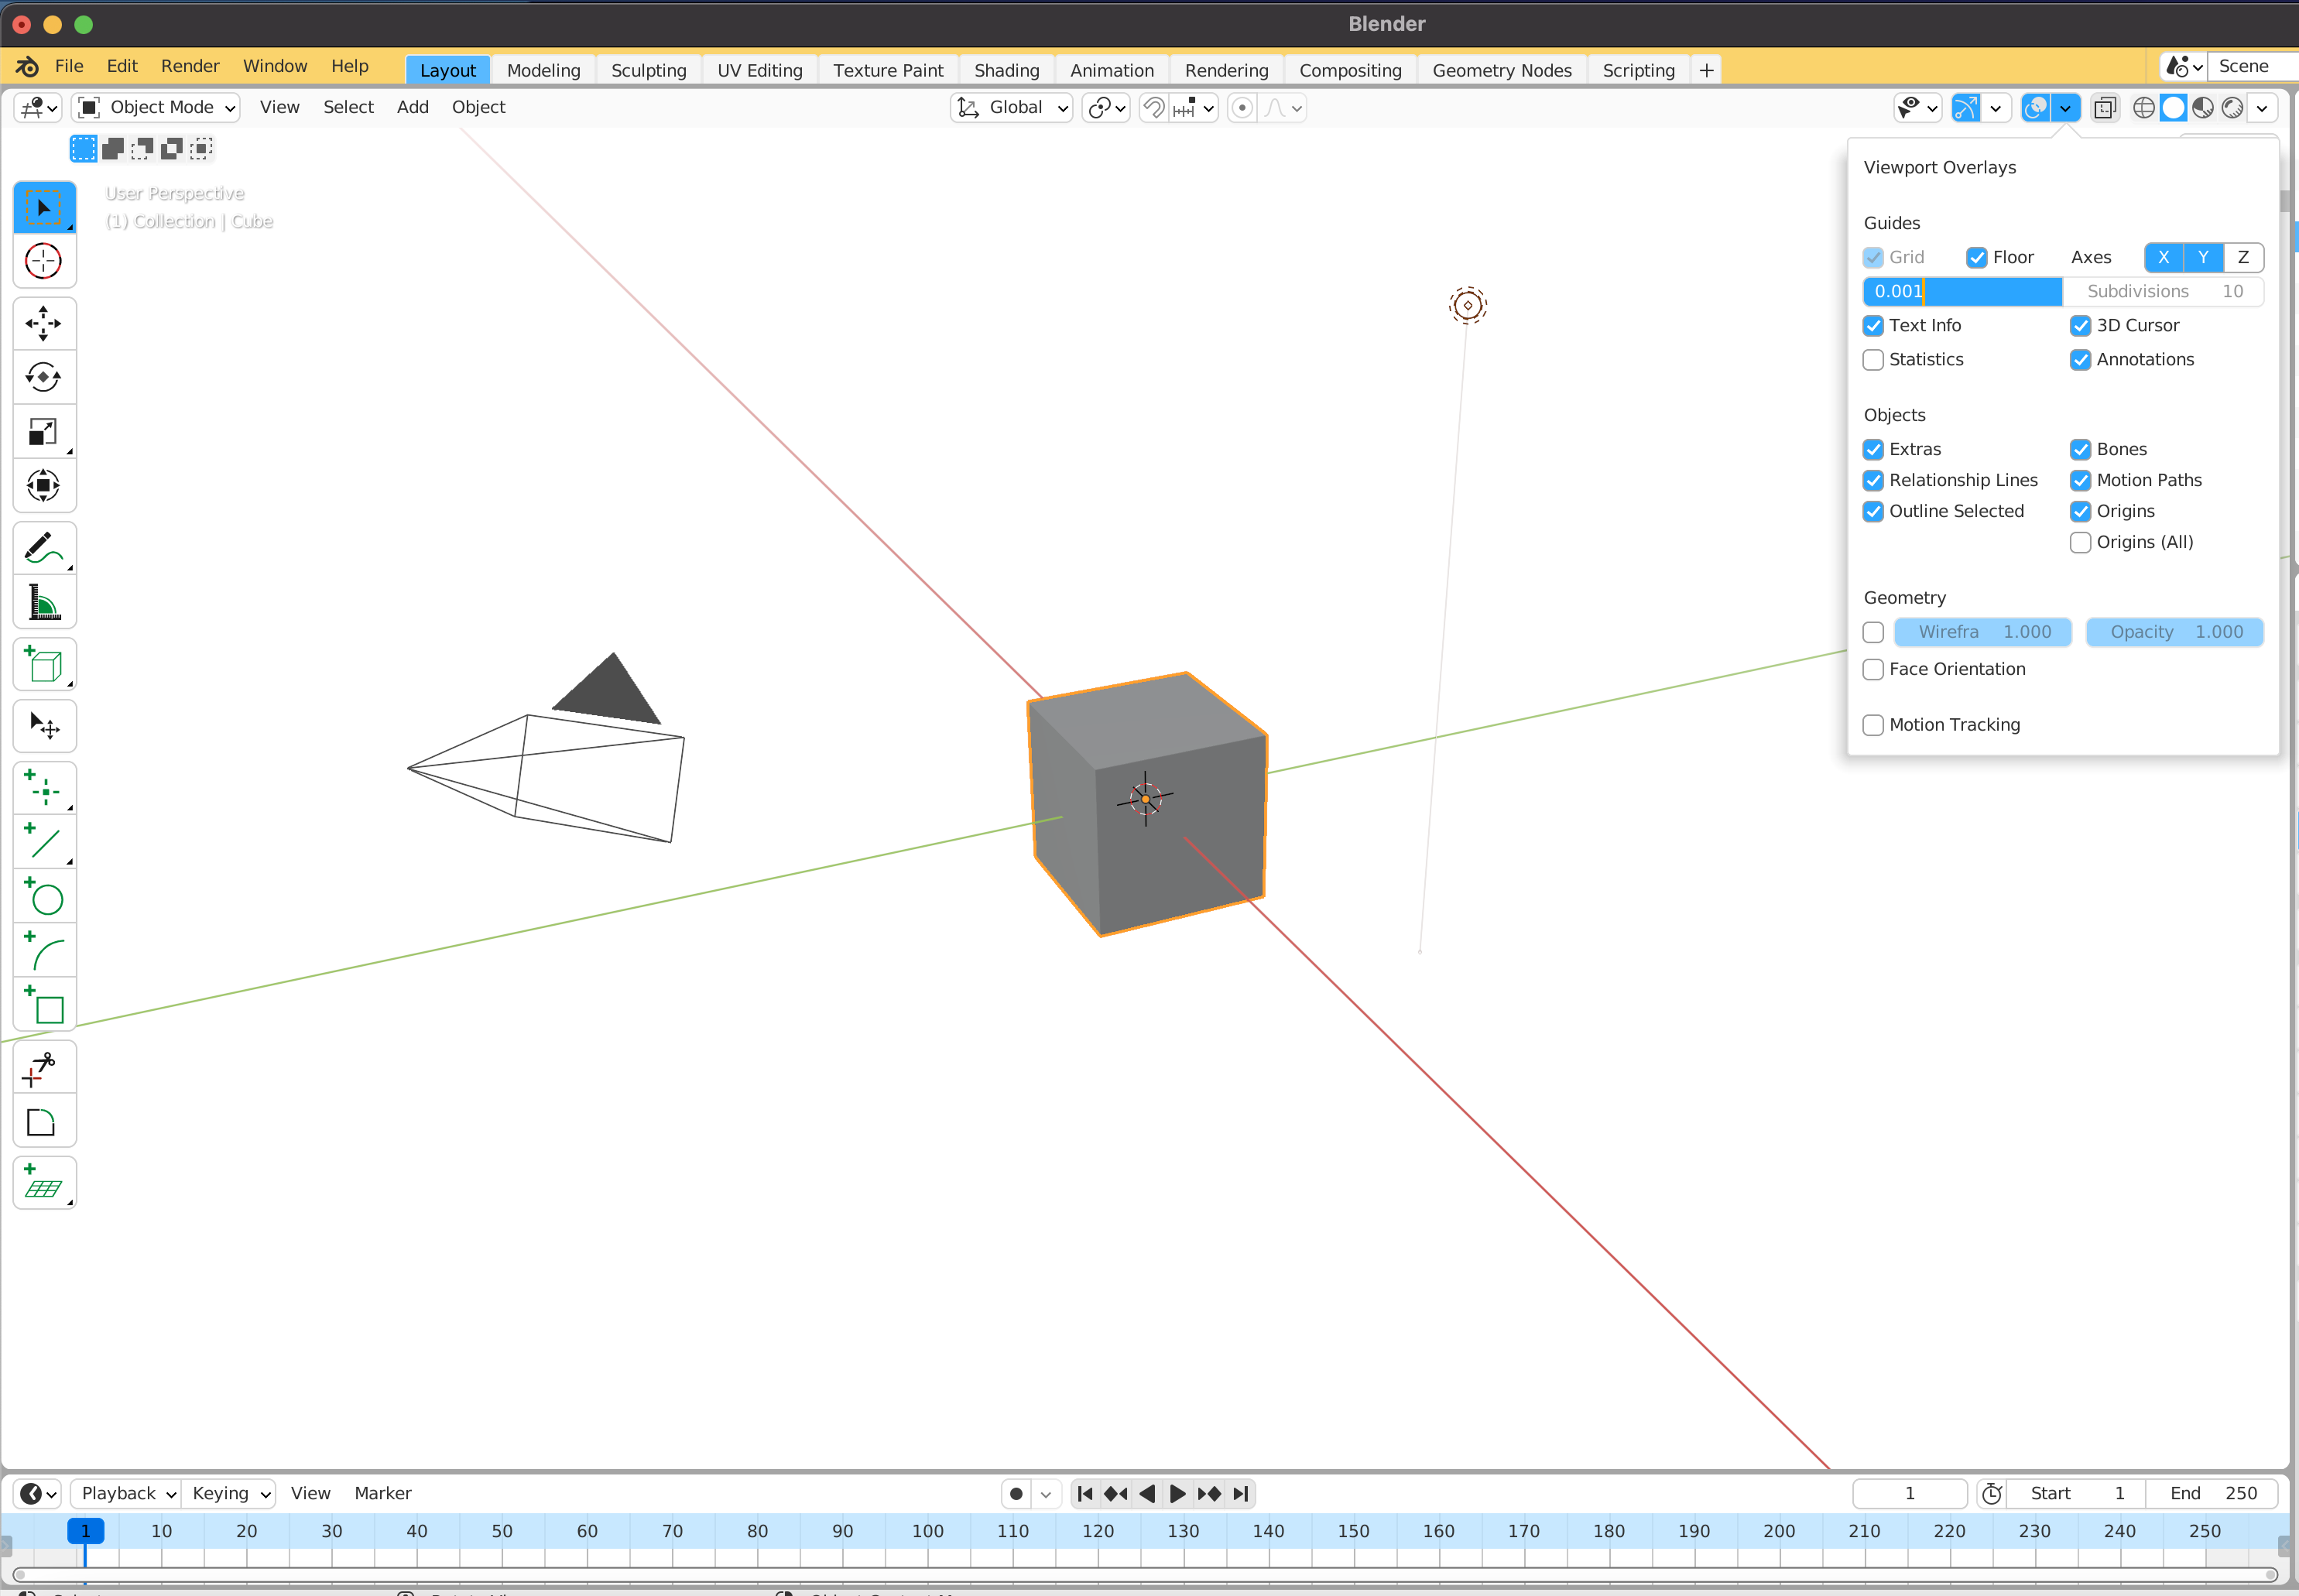 Blender
File Edit Render Window Help Layout Modeling Sculpting UV Editing Texture Paint Shading Animation Rendering Compositing Geometry Nodes Scripting + Scene
Object Mode View Select Add Object Global
User Perspective
(1) Collection | Cube
Viewport Overlays
Guides
Grid Floor Axes X Y Z
0.001 Subdivisions 10
Text Info 3D Cursor
Statistics Annotations
Objects
Extras Bones
Relationship Lines Motion Paths
Outline Selected Origins
Origins (All)
Geometry
Wirefra 1.000 Opacity 1.000
Face Orientation
Motion Tracking
Playback Keying View Marker 1 Start 1 End 250
1 10 20 30 40 50 60 70 80 90 100 110 120 130 140 150 160 170 180 190 200 210 220 230 240 250